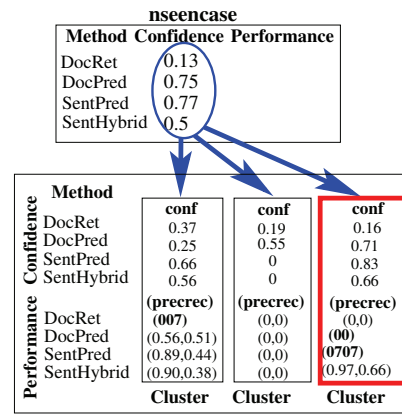 nseencase
Method Confidence Performance
DocRet 0.13
DocPred 0.75
SentPred 0.77
SentHybrid 0.5
Method
Confidence
conf conf conf
DocRet 0.37 0.19 0.16
DocPred 0.25 0.55 0.71
SentPred 0.66 0 0.83
SentHybrid 0.56 0 0.66
Performance
(precrec) (precrec) (precrec)
DocRet (007) (0,0) (0,0)
DocPred (0.56,0.51) (0,0) (00)
SentPred (0.89,0.44) (0,0) (0707)
SentHybrid (0.90,0.38) (0,0) (0.97,0.66)
Cluster Cluster Cluster